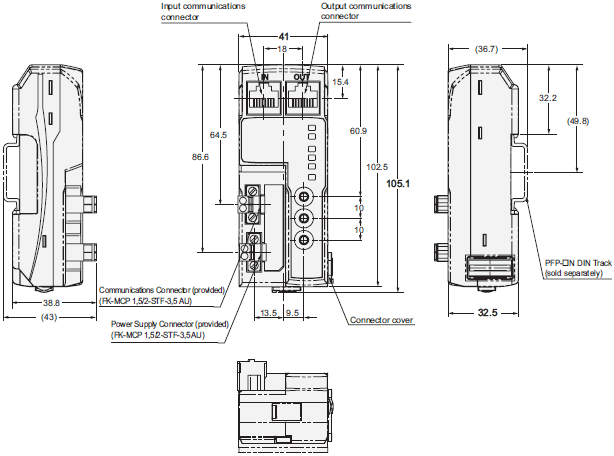 Input communications
connector
Output communications
connector
41
18
IN
OUT
15.4
64.5
86.6
60.9
10
10
102.5
105.1
(36.7)
32.2
(49.8)
38.8
(43)
Communications Connector (provided)
(FK-MCP 1,5/2-STF-3,5 AU)
Power Supply Connector (provided)
(FK-MCP 1,5/2-STF-3,5AU)
13.5
9.5
Connector cover
PFP-□N DIN Track
(sold separately)
32.5